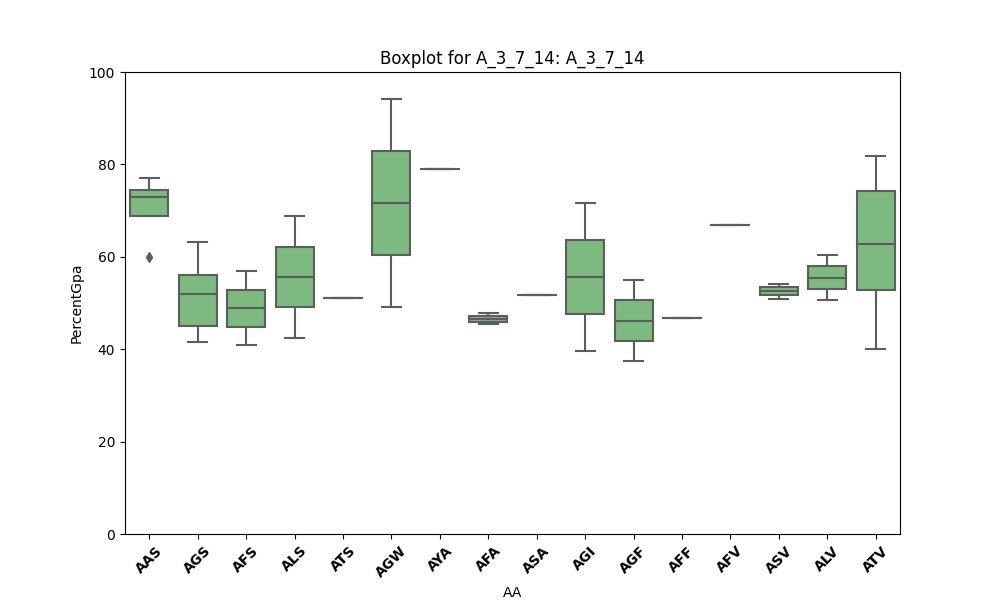 Boxplot for A_3_7_14: A_3_7_14
100
80
60
40
20
0
PercentGpa
AAS AGS AFS ALS ATS AGW AYA AFA ASA AGI AGF AFF AFV ASV ALV ATV
AA